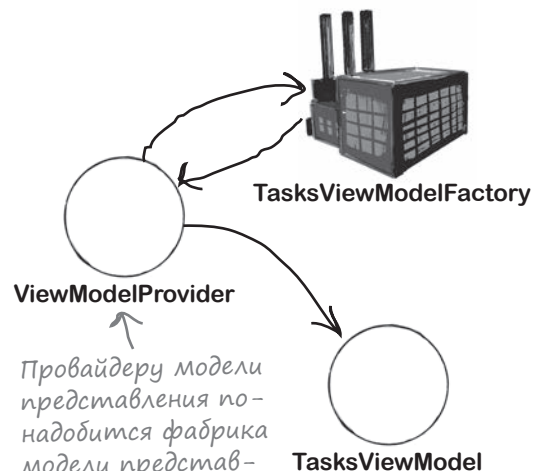 TasksViewModelFactory
ViewModelProvider
Провайдеру модели
представления по-
надобится фабрика
модели представ-
TasksViewModel